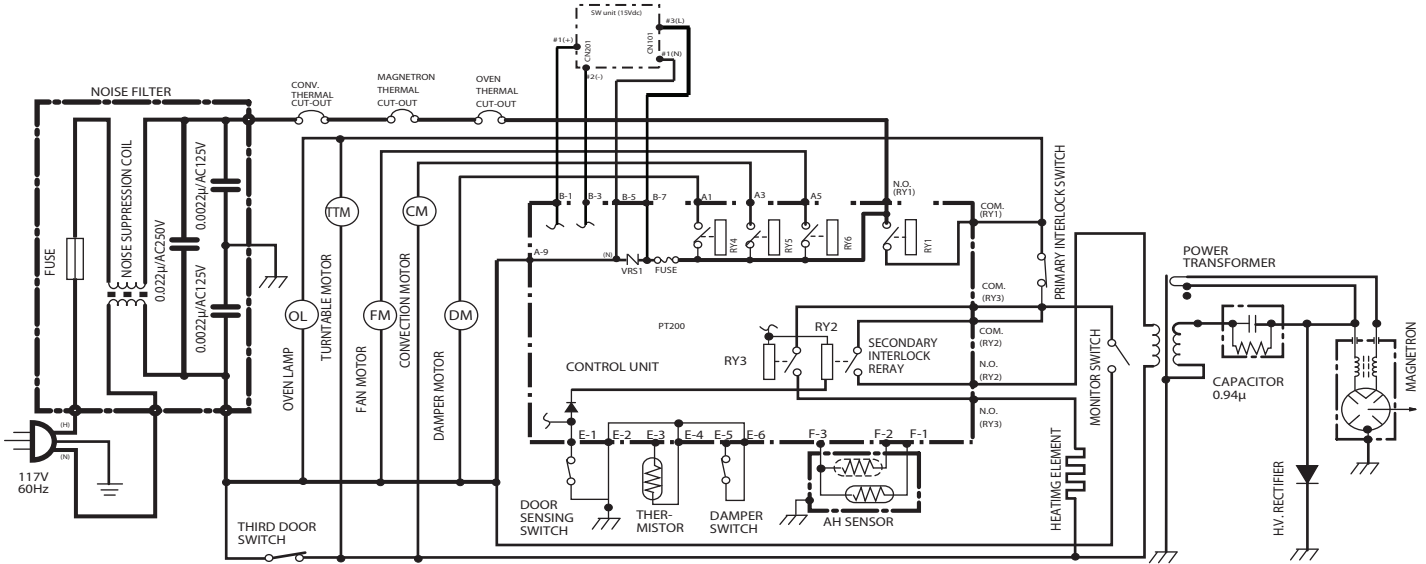 SW unit (15Vdc)
#3(L)
#1(+)
CN201
CN101
#1(N)
#2(-)
NOISE FILTER
CONV.
THERMAL
CUT-OUT
MAGNETRON
THERMAL
CUT-OUT
OVEN
THERMAL
CUT-OUT
FUSE
NOISE SUPPRESSION COIL
0.022µ/AC250V
0.0022µ/AC125V
0.0022µ/AC125V
OL
OVEN LAMP
TTM
TURNTABLE MOTOR
FM
FAN MOTOR
CM
CONVECTION MOTOR
DM
DAMPER MOTOR
B-1
B-3
B-5
B-7
A1
A3
A5
N.O.
(RY1)
COM.
(RY1)
RY4
RY5
RY6
RY1
A-9
(N)
VRS1
FUSE
PRIMARY INTERLOCK SWITCH
COM.
(RY3)
COM.
(RY2)
N.O.
(RY2)
N.O.
(RY3)
PT200
RY2
RY3
SECONDARY
INTERLOCK
RERAY
CONTROL UNIT
MONITOR SWITCH
POWER
TRANSFORMER
CAPACITOR
0.94µ
MAGNETRON
H.V. RECTIFIER
HEATIMG ELEMENT
E-1
E-2
E-3
E-4
E-5
E-6
F-3
F-2
F-1
(H)
(N)
117V
60Hz
DOOR
SENSING
SWITCH
THER-
MISTOR
DAMPER
SWITCH
AH SENSOR
THIRD DOOR
SWITCH